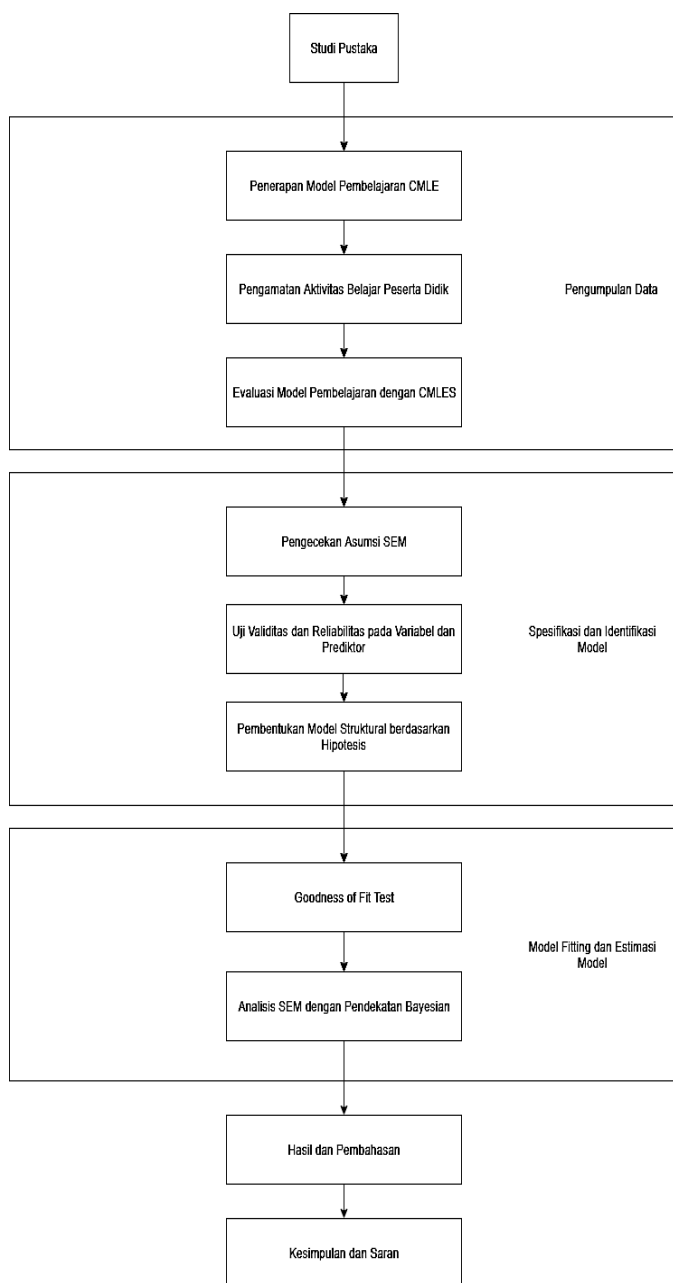 Studi Pustaka
Penerapan Model Pembelajaran CMLE
Pengamatan Aktivitas Belajar Peserta Didik
Pengumpulan Data
Evaluasi Model Pembelajaran dengan CMLES
Pengecekan Asumsi SEM
Uji Validitas dan Reliabilitas pada Variabel dan
Prediktor
Spesifikasi dan Identifikasi
Model
Pembentukan Model Struktural berdasarkan
Hipotesis
Goodness of Fit Test
Model Fitting dan Estimasi
Model
Analisis SEM dengan Pendekatan Bayesian
Hasil dan Pembahasan
Kesimpulan dan Saran